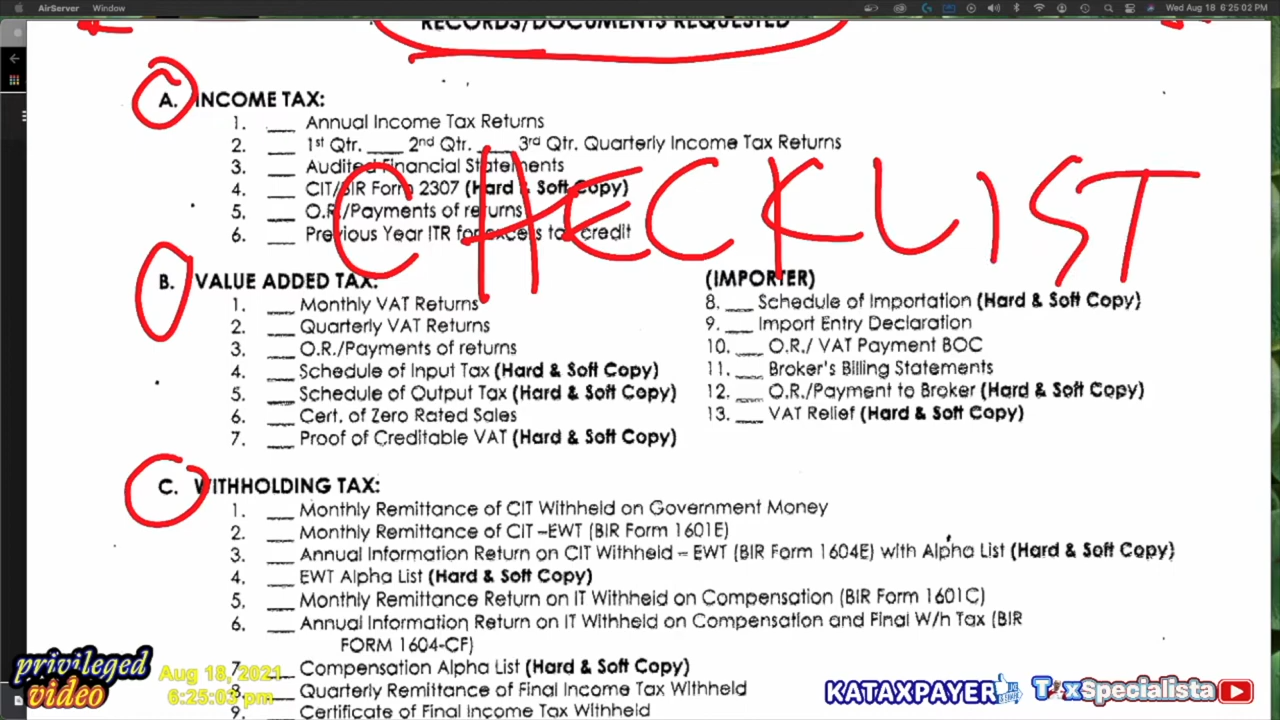 AirServer Window Wed Aug 18 6:25:02 PM
RECORDS/DOCUMENTS REQUESTED
A. INCOME TAX:
1. ___ Annual Income Tax Returns
2. ___ 1st Qtr. ___ 2nd Qtr. ___ 3rd Qtr. Quarterly Income Tax Returns
3. ___ Audited Financial Statements
4. ___ CIT/BIR Form 2307 (Hard & Soft Copy)
5. ___ O.R./Payments of returns
6. ___ Previous Year ITR for excess tax credit
CHECKLIST
B. VALUE ADDED TAX:
1. ___ Monthly VAT Returns
2. ___ Quarterly VAT Returns
3. ___ O.R./Payments of returns
4. ___ Schedule of Input Tax (Hard & Soft Copy)
5. ___ Schedule of Output Tax (Hard & Soft Copy)
6. ___ Cert. of Zero Rated Sales
7. ___ Proof of Creditable VAT (Hard & Soft Copy)
(IMPORTER)
8. ___ Schedule of Importation (Hard & Soft Copy)
9. ___ Import Entry Declaration
10. ___ O.R./ VAT Payment BOC
11. ___ Broker's Billing Statements
12. ___ O.R./Payment to Broker (Hard & Soft Copy)
13. ___ VAT Relief (Hard & Soft Copy)
C. WITHHOLDING TAX:
1. ___ Monthly Remittance of CIT Withheld on Government Money
2. ___ Monthly Remittance of CIT –EWT (BIR Form 1601E)
3. ___ Annual Information Return on CIT Withheld – EWT (BIR Form 1604E) with Alpha List (Hard & Soft Copy)
4. ___ EWT Alpha List (Hard & Soft Copy)
5. ___ Monthly Remittance Return on IT Withheld on Compensation (BIR Form 1601C)
6. ___ Annual Information Return on IT Withheld on Compensation and Final W/h Tax (BIR
FORM 1604-CF)
7. ___ Compensation Alpha List (Hard & Soft Copy)
8. ___ Quarterly Remittance of Final Income Tax Withheld
9. ___ Certificate of Final Income Tax Withheld
privileged
video
Aug 18, 2021
6:25:03 pm
KATAXPAYER
TaxSpecialista